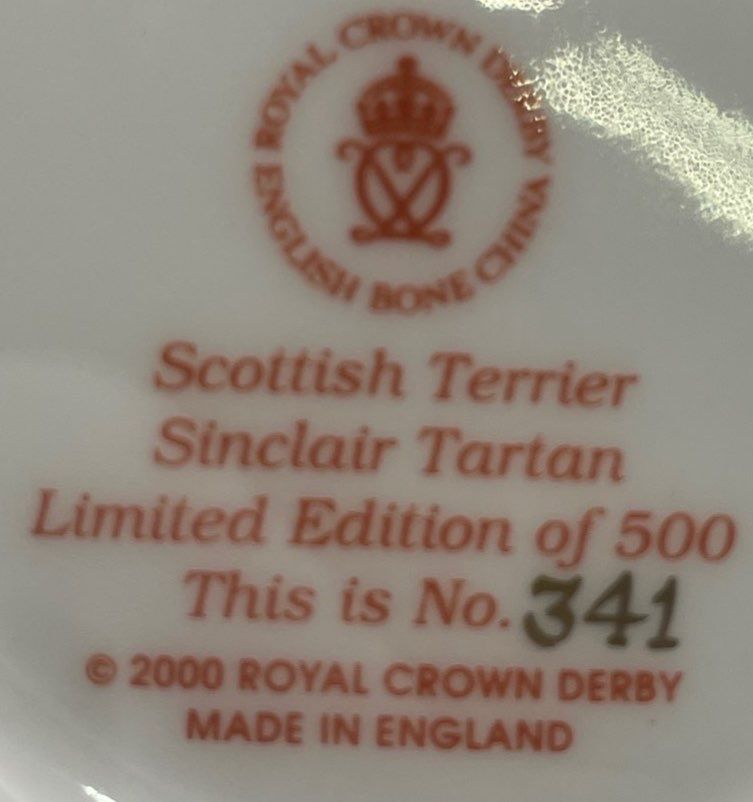 ROYAL CROWN DERBY
ENGLISH BONE CHINA
Scottish Terrier
Sinclair Tartan
Limited Edition of 500
This is No. 341
© 2000 ROYAL CROWN DERBY
MADE IN ENGLAND